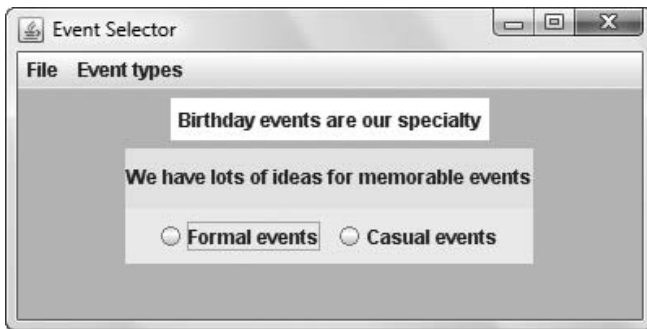 Event Selector
File Event types
Birthday events are our specialty
We have lots of ideas for memorable events
Formal events Casual events